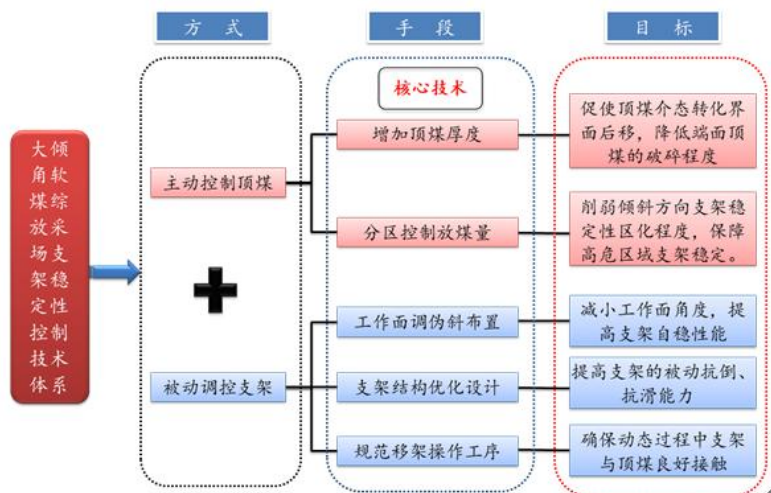 方 式
手 段
目 标
核心技术
大倾
角软
煤综
放采
场支
架稳
定性
控制
技术
体系
主动控制顶煤
增加顶煤厚度
促使顶煤介态转化界
面后移，降低端面顶
煤的破碎程度
分区控制放煤量
削弱倾斜方向支架稳
定性区化程度，保障
高危区域支架稳定。
被动调控支架
工作面调伪斜布置
减小工作面角度，提
高支架自稳性能
支架结构优化设计
提高支架的被动抗倒、
抗滑能力
规范移架操作工序
确保动态过程中支架
与顶煤良好接触